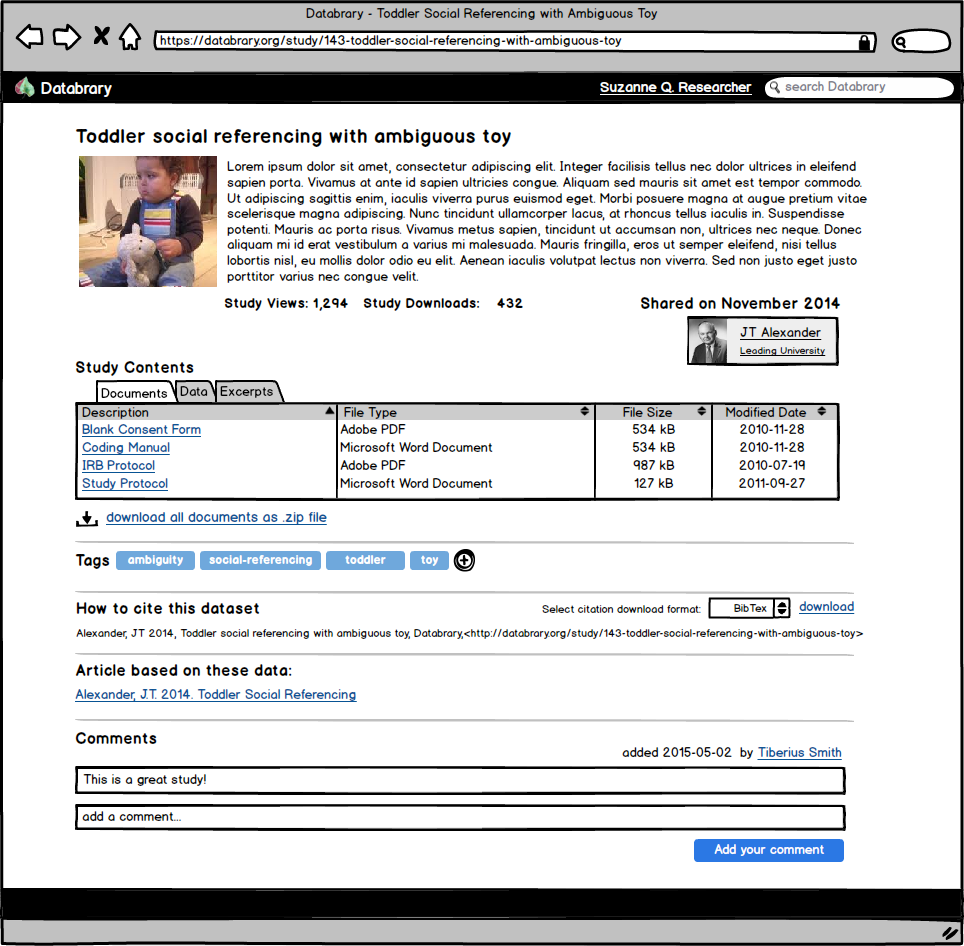 Databrary - Toddler Social Referencing with Ambiguous Toy
https://databrary.org/study/143-toddler-social-referencing-with-ambiguous-toy
Databrary
Suzanne Q. Researcher
search Databrary
Toddler social referencing with ambiguous toy
Lorem ipsum dolor sit amet, consectetur adipiscing elit. Integer facilisis tellus nec dolor ultrices in eleifend
sapien porta. Vivamus at ante id sapien ultricies congue. Aliquam sed mauris sit amet est tempor commodo.
Ut adipiscing sagittis enim, iaculis viverra purus euismod eget. Morbi posuere magna at augue pretium vitae
scelerisque magna adipiscing. Nunc tincidunt ullamcorper lacus, at rhoncus tellus iaculis in. Suspendisse
potenti. Mauris ac porta risus. Vivamus metus sapien, tincidunt ut accumsan non, ultrices nec neque. Donec
aliquam mi id erat vestibulum a varius mi malesuada. Mauris fringilla, eros ut semper eleifend, nisi tellus
lobortis nisl, eu mollis dolor odio eu elit. Aenean iaculis volutpat lectus non viverra. Sed non justo eget justo
porttitor varius nec congue velit.
Study Views: 1,294 Study Downloads: 432
Shared on November 2014
JT Alexander
Leading University
Study Contents
Documents Data Excerpts
Description File Type File Size Modified Date
Blank Consent Form Adobe PDF 534 kB 2010-11-28
Coding Manual Microsoft Word Document 534 kB 2010-11-28
IRB Protocol Adobe PDF 987 kB 2010-07-19
Study Protocol Microsoft Word Document 127 kB 2011-09-27
download all documents as .zip file
Tags ambiguity social-referencing toddler toy
How to cite this dataset
Select citation download format: BibTex download
Alexander, JT 2014, Toddler social referencing with ambiguous toy, Databrary,<http://databrary.org/study/143-toddler-social-referencing-with-ambiguous-toy>
Article based on these data:
Alexander, J.T. 2014. Toddler Social Referencing
Comments
added 2015-05-02 by Tiberius Smith
This is a great study!
add a comment...
Add your comment